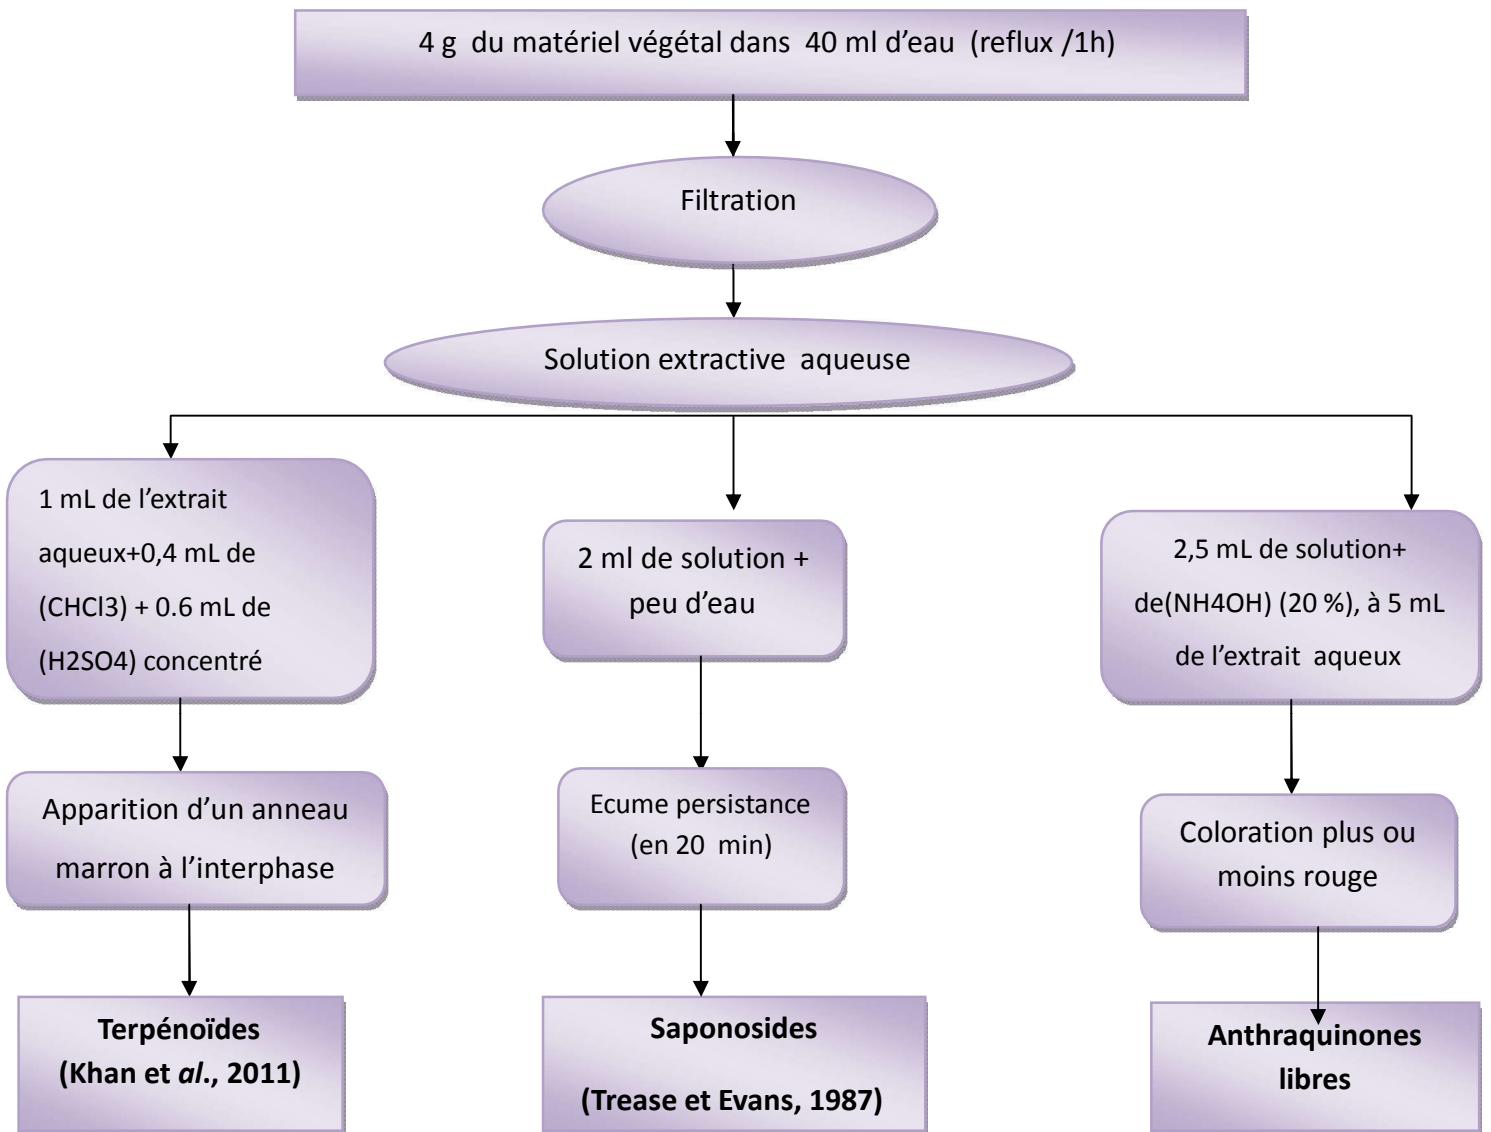 4 g du matériel végétal dans 40 ml d’eau (reflux /1h)
Filtration
Solution extractive aqueuse
1 mL de l’extrait
aqueux+0,4 mL de
(CHCl3) + 0.6 mL de
(H2SO4) concentré
2 ml de solution +
peu d’eau
2,5 mL de solution+
de(NH4OH) (20 %), à 5 mL
de l’extrait aqueux
Apparition d’un anneau
marron à l’interphase
Ecume persistance
(en 20 min)
Coloration plus ou
moins rouge
Terpénoïdes
(Khan et al., 2011)
Saponosides
(Trease et Evans, 1987)
Anthraquinones
libres